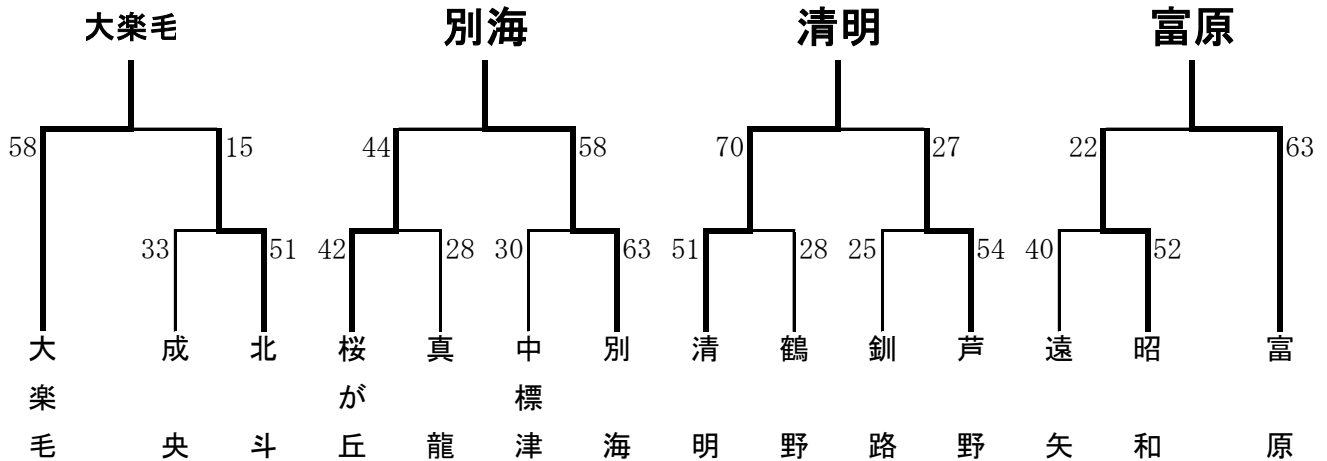 大楽毛 別海 清明 富原
58 15 44 58 70 27 22 63
33 51 42 28 30 63 51 28 25 54 40 52
大楽毛
成央
北斗
桜が丘
真龍
中標津
別海
清明
鶴野
釧路
芦野
遠矢
昭和
富原